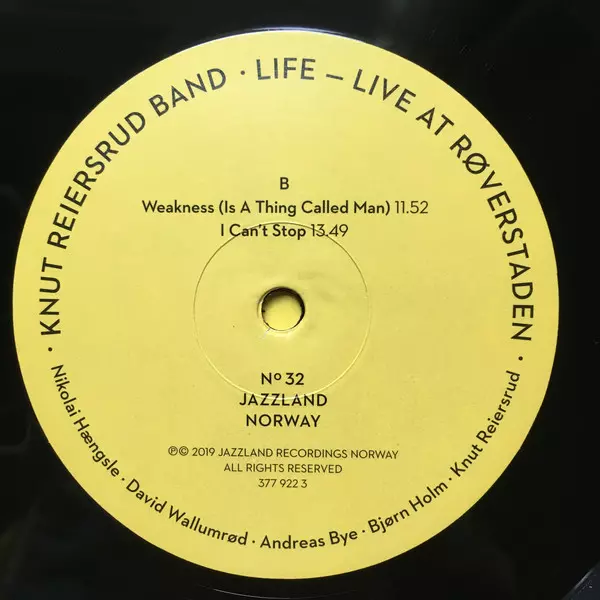 KNUT REIERSRUD BAND · LIFE – LIVE AT RØVERSTADEN ·
B
Weakness (Is A Thing Called Man) 11.52
I Can't Stop 13.49
Nº 32
JAZZLAND
NORWAY
℗© 2019 JAZZLAND RECORDINGS NORWAY
ALL RIGHTS RESERVED
377 922 3
· Nikolai Hængsle · David Wallumrød · Andreas Bye · Bjørn Holm · Knut Reiersrud ·